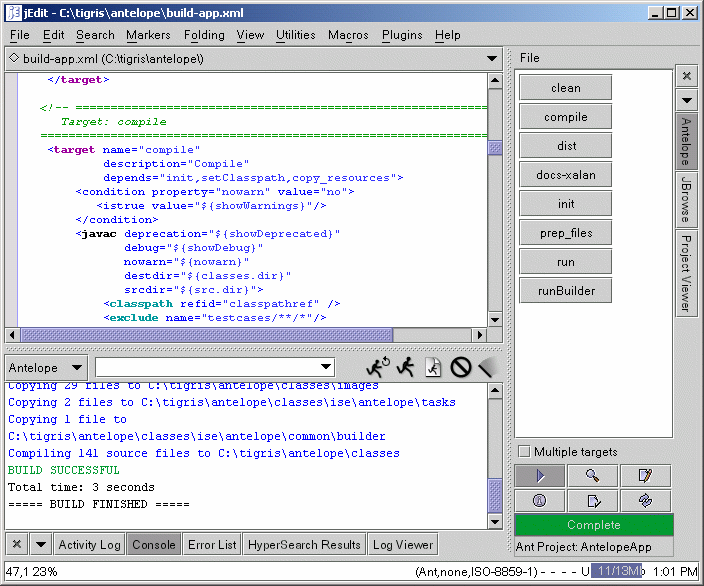 jEdit - C:\tigris\antelope\build-app.xml
File Edit Search Markers Folding View Utilities Macros Plugins Help
build-app.xml (C:\tigris\antelope\)
</target>
<!-- ==========================================================
Target: compile
===============================================================
<target name="compile"
description="Compile"
depends="init,setClasspath,copy_resources">
<condition property="nowarn" value="no">
<istrue value="${showWarnings}"/>
</condition>
<javac deprecation="${showDeprecated}"
debug="${showDebug}"
nowarn="${nowarn}"
destdir="${classes.dir}"
srcdir="${src.dir}">
<classpath refid="classpathref" />
<exclude name="testcases/**/*"/>
Antelope
Copying 29 files to C:\tigris\antelope\classes\images
Copying 2 files to C:\tigris\antelope\classes\ise\antelope\tasks
Copying 1 file to
C:\tigris\antelope\classes\ise\antelope\common\builder
Compiling 141 source files to C:\tigris\antelope\classes
BUILD SUCCESSFUL
Total time: 3 seconds
===== BUILD FINISHED =====
Activity Log Console Error List HyperSearch Results Log Viewer
File
clean
compile
dist
docs-xalan
init
prep_files
run
runBuilder
Multiple targets
Complete
Ant Project: AntelopeApp
Antelope
JBrowse
Project Viewer
47,1 23% (Ant,none,ISO-8859-1) - - - - U 11/13Mb 1:01 PM